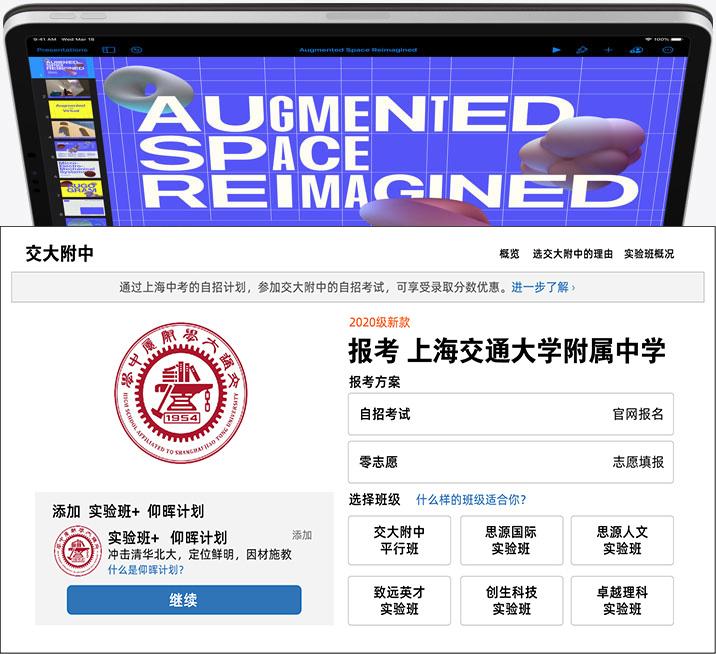 9:41 AM Wed Mar 18
100%
Presentations
Augmented Space Reimagined
AUGMENTED
SPACE
REIMAGINED
交大附中
概览 选交大附中的理由 实验班概况
通过上海中考的自招计划，参加交大附中的自招考试，可享受录取分数优惠。进一步了解 ›
2020级新款
报考 上海交通大学附属中学
报考方案
自招考试 官网报名
零志愿 志愿填报
选择班级 什么样的班级适合你？
交大附中
平行班
思源国际
实验班
思源人文
实验班
致远英才
实验班
创生科技
实验班
卓越理科
实验班
HIGH SCHOOL AFFILIATED TO SHANGHAI JIAO TONG UNIVERSITY
1954
添加 实验班+ 仰晖计划
实验班+ 仰晖计划
添加
冲击清华北大，定位鲜明，因材施教
什么是仰晖计划？
继续